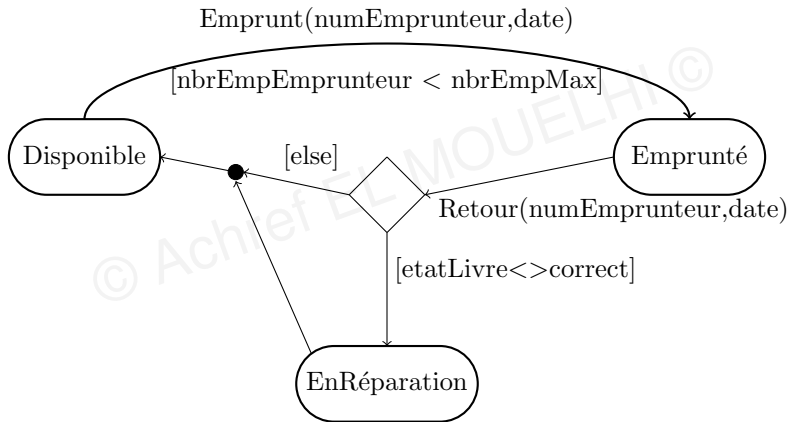 Emprunt(numEmprunteur,date)
[nbrEmpEmprunteur < nbrEmpMax]
Disponible
[else]
Emprunté
Retour(numEmprunteur,date)
[etatLivre<>correct]
EnRéparation
© Achref EL MOUELHI ©